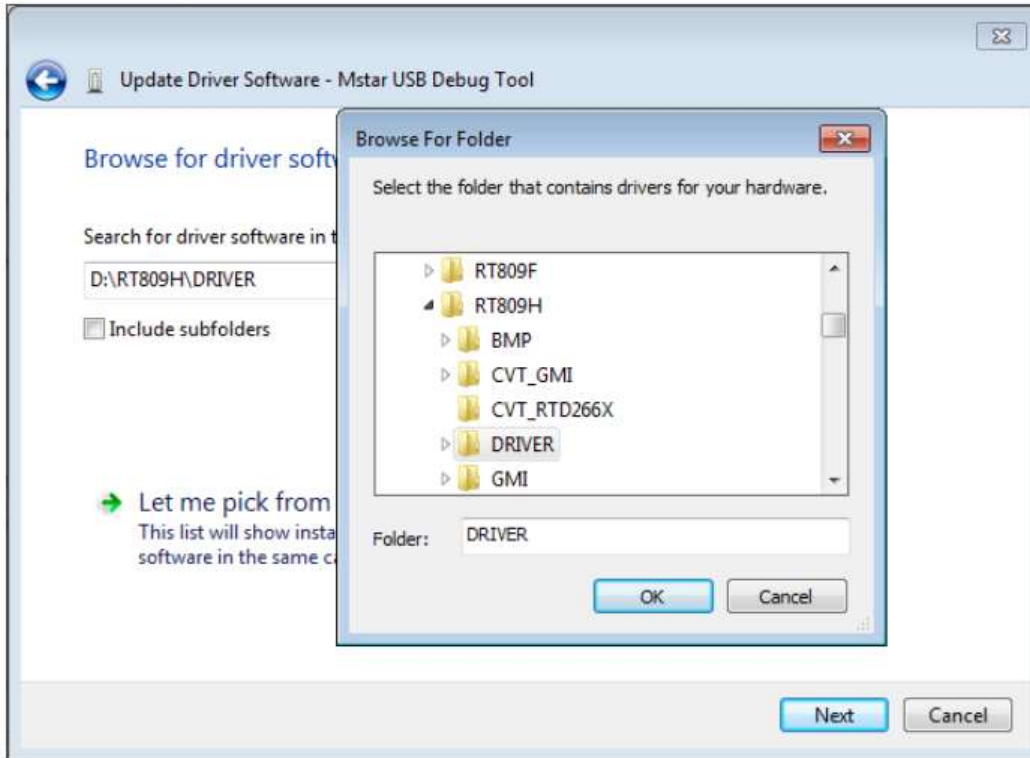 Update Driver Software - Mstar USB Debug Tool
Browse for driver soft
Search for driver software in t
D:\RT809H\DRIVER
Include subfolders
Let me pick from
This list will show insta
software in the same ca
Browse For Folder
Select the folder that contains drivers for your hardware.
RT809F
RT809H
BMP
CVT_GMI
CVT_RTD266X
DRIVER
GMI
Folder:
DRIVER
OK
Cancel
Next
Cancel